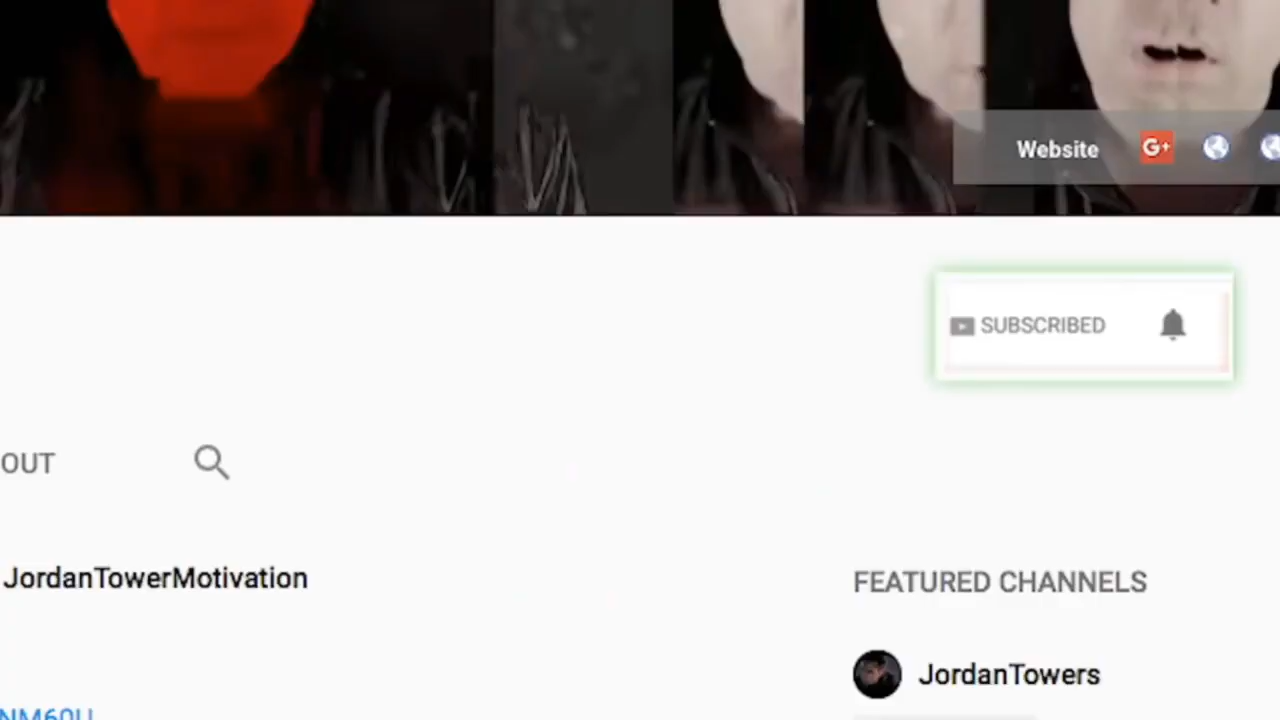 Website G+
SUBSCRIBED
OUT
JordanTowerMotivation
FEATURED CHANNELS
JordanTowers